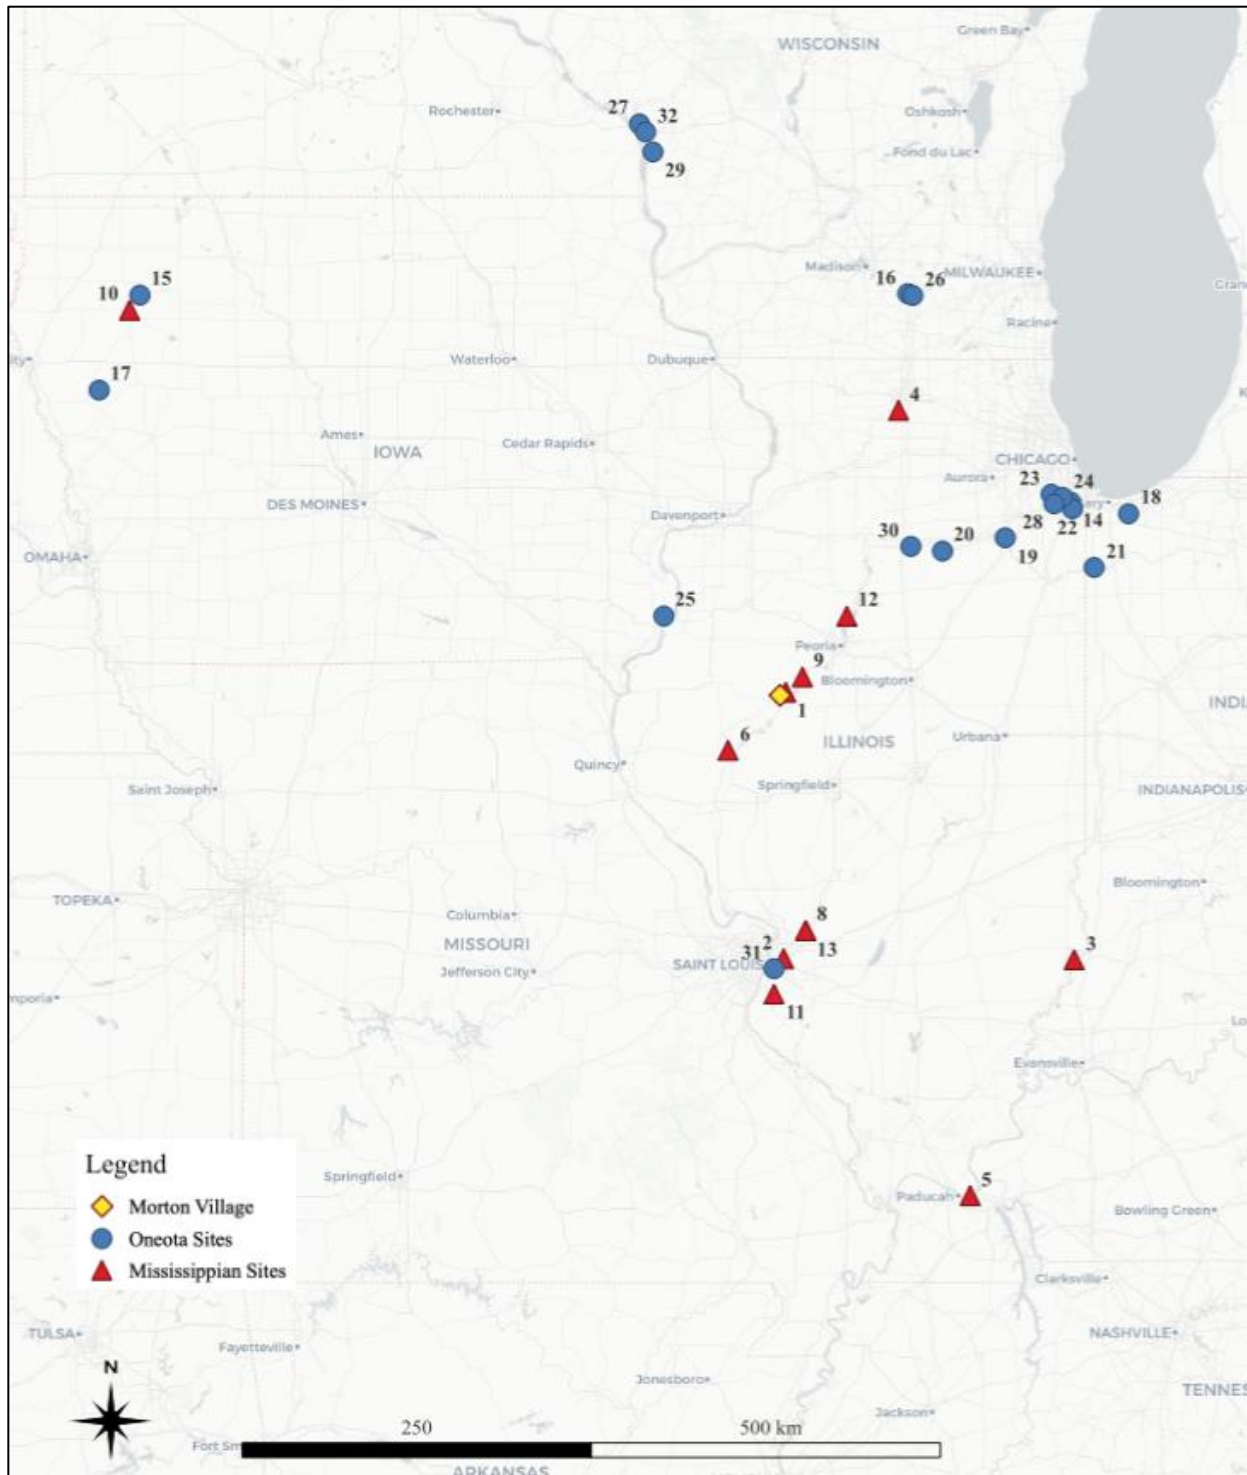 WISCONSIN
Green Bay
27
32
Rochester
Oshkosh
Fond du Lac
29
Madison
16
26
MILWAUKEE
15
10
Racine
Waterloo
Dubuque
17
4
Ames
IOWA
Cedar Rapids
CHICAGO
Aurora
23
24
18
DES MOINES
Davenport
28
22
14
30
20
19
21
OMAHA
25
12
Peoria
9
Bloomington
1
ILLINOIS
6
Urbana
Quincy
Springfield
Saint Joseph
INDIANAPOLIS
Bloomington
TOPEKA
Columbia
MISSOURI
8
2
13
31
SAINT LOUIS
3
Jefferson City
11
Evansville
Legend
Morton Village
Oneota Sites
Mississippian Sites
Springfield
5
Paducah
Bowling Green
Clarksville
TULSA
NASHVILLE
Fayetteville
N
Jonesboro
TENNES
Jackson
250
500 km
Fort Sm
ARKANSAS